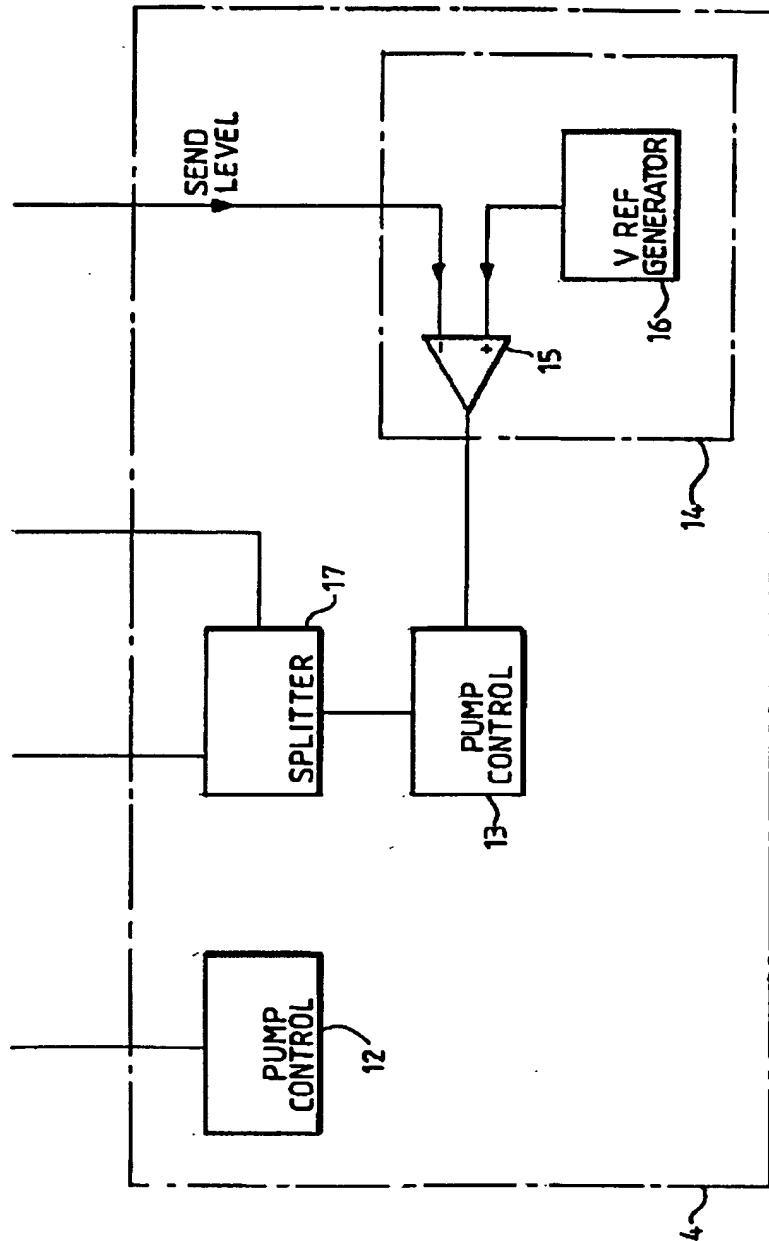 SEND
LEVEL
V REF
GENERATOR
16
-
+
15
14
17
SPLITTER
PUMP
CONTROL
13
PUMP
CONTROL
12
4